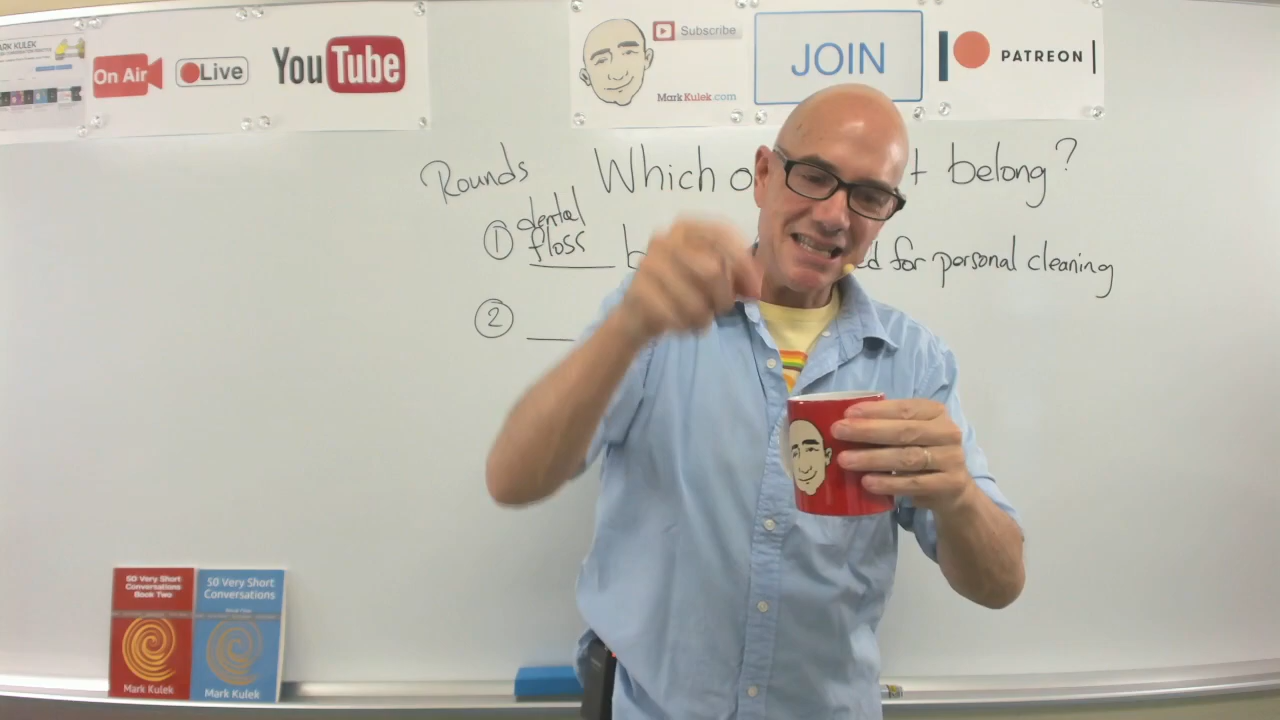 MARK KULEK
On Air
Live
YouTube
Subscribe
MarkKulek.com
JOIN
PATREON
Rounds Which o t belong?
① dental
floss b d for personal cleaning
②
50 Very Short
Conversations
Book Two
Mark Kulek
50 Very Short
Conversations
Mark Kulek